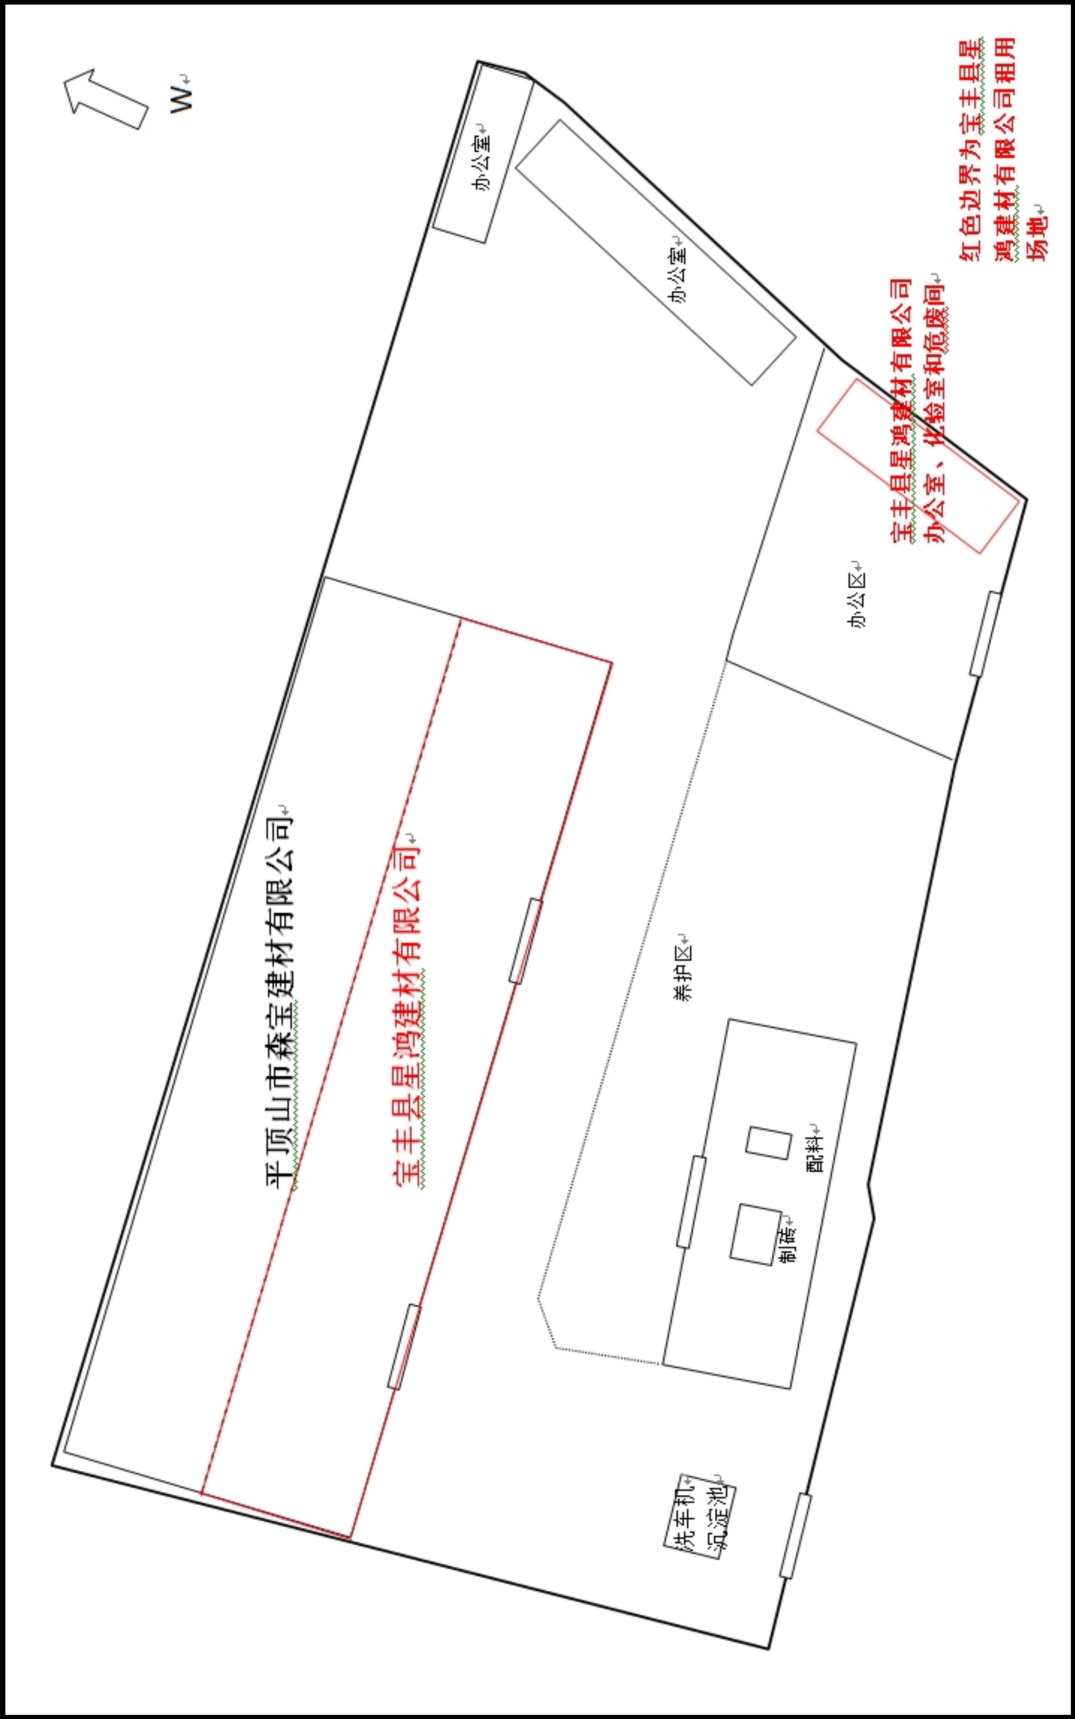 W
办公室
办公室
红色边界为宝丰县星
鸿建材有限公司租用
场地
宝丰县星鸿建材有限公司
办公室、化验室和危废间
办公区
平顶山市森宝建材有限公司
宝丰县星鸿建材有限公司
养护区
配料
制砖
洗车机
沉淀池